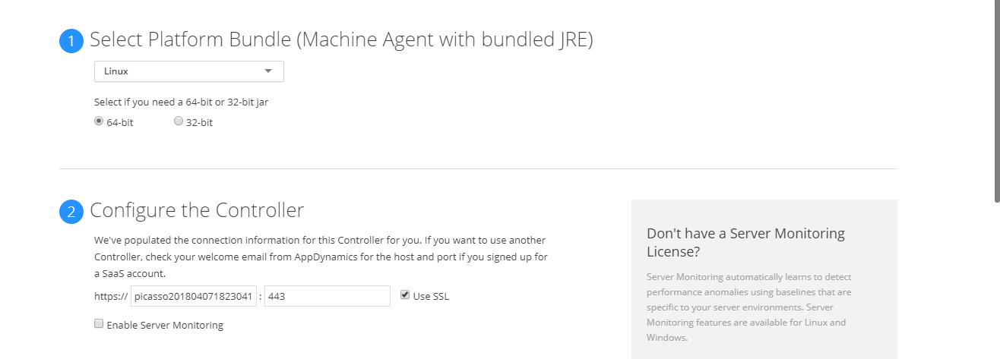 1 Select Platform Bundle (Machine Agent with bundled JRE)
Linux
Select if you need a 64-bit or 32-bit jar
64-bit 32-bit
2 Configure the Controller
We've populated the connection information for this Controller for you. If you want to use another
Controller, check your welcome email from AppDynamics for the host and port if you signed up for
a SaaS account.
https:// picasso201804071823041 : 443 Use SSL
Enable Server Monitoring
Don't have a Server Monitoring
License?
Server Monitoring automatically learns to detect
performance anomalies using baselines that are
specific to your server environments. Server
Monitoring features are available for Linux and
Windows.